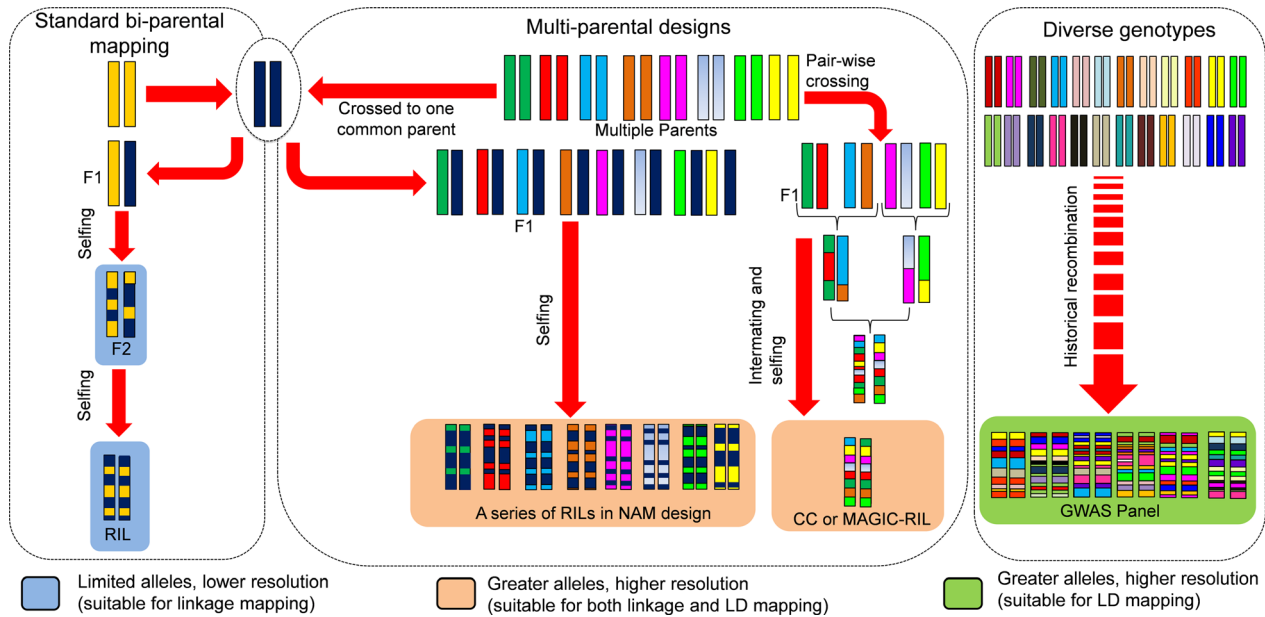 Standard bi-parental
mapping
F1
Selfing
F2
Selfing
RIL
Multi-parental designs
Crossed to one
common parent
Multiple Parents
Pair-wise
crossing
F1
Selfing
F1
Intermating and
selfing
A series of RILs in NAM design
CC or MAGIC-RIL
Diverse genotypes
Historical recombination
GWAS Panel
Limited alleles, lower resolution
(suitable for linkage mapping)
Greater alleles, higher resolution
(suitable for both linkage and LD mapping)
Greater alleles, higher resolution
(suitable for LD mapping)